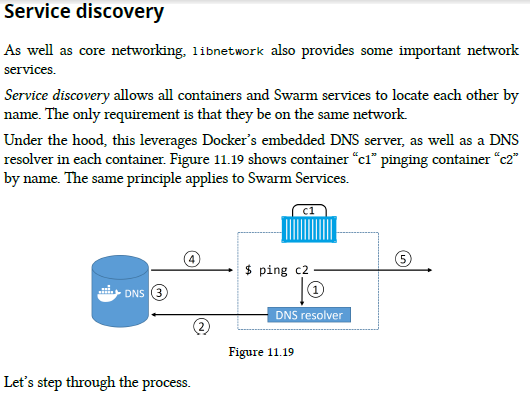 Service discovery
As well as core networking, libnetwork also provides some important network
services.
Service discovery allows all containers and Swarm services to locate each other by
name. The only requirement is that they be on the same network.
Under the hood, this leverages Docker's embedded DNS server, as well as a DNS
resolver in each container. Figure 11.19 shows container “c1” pinging container “c2”
by name. The same principle applies to Swarm Services.
c1
4
5
$ ping c2
DNS 3
1
DNS resolver
2
Figure 11.19
Let's step through the process.